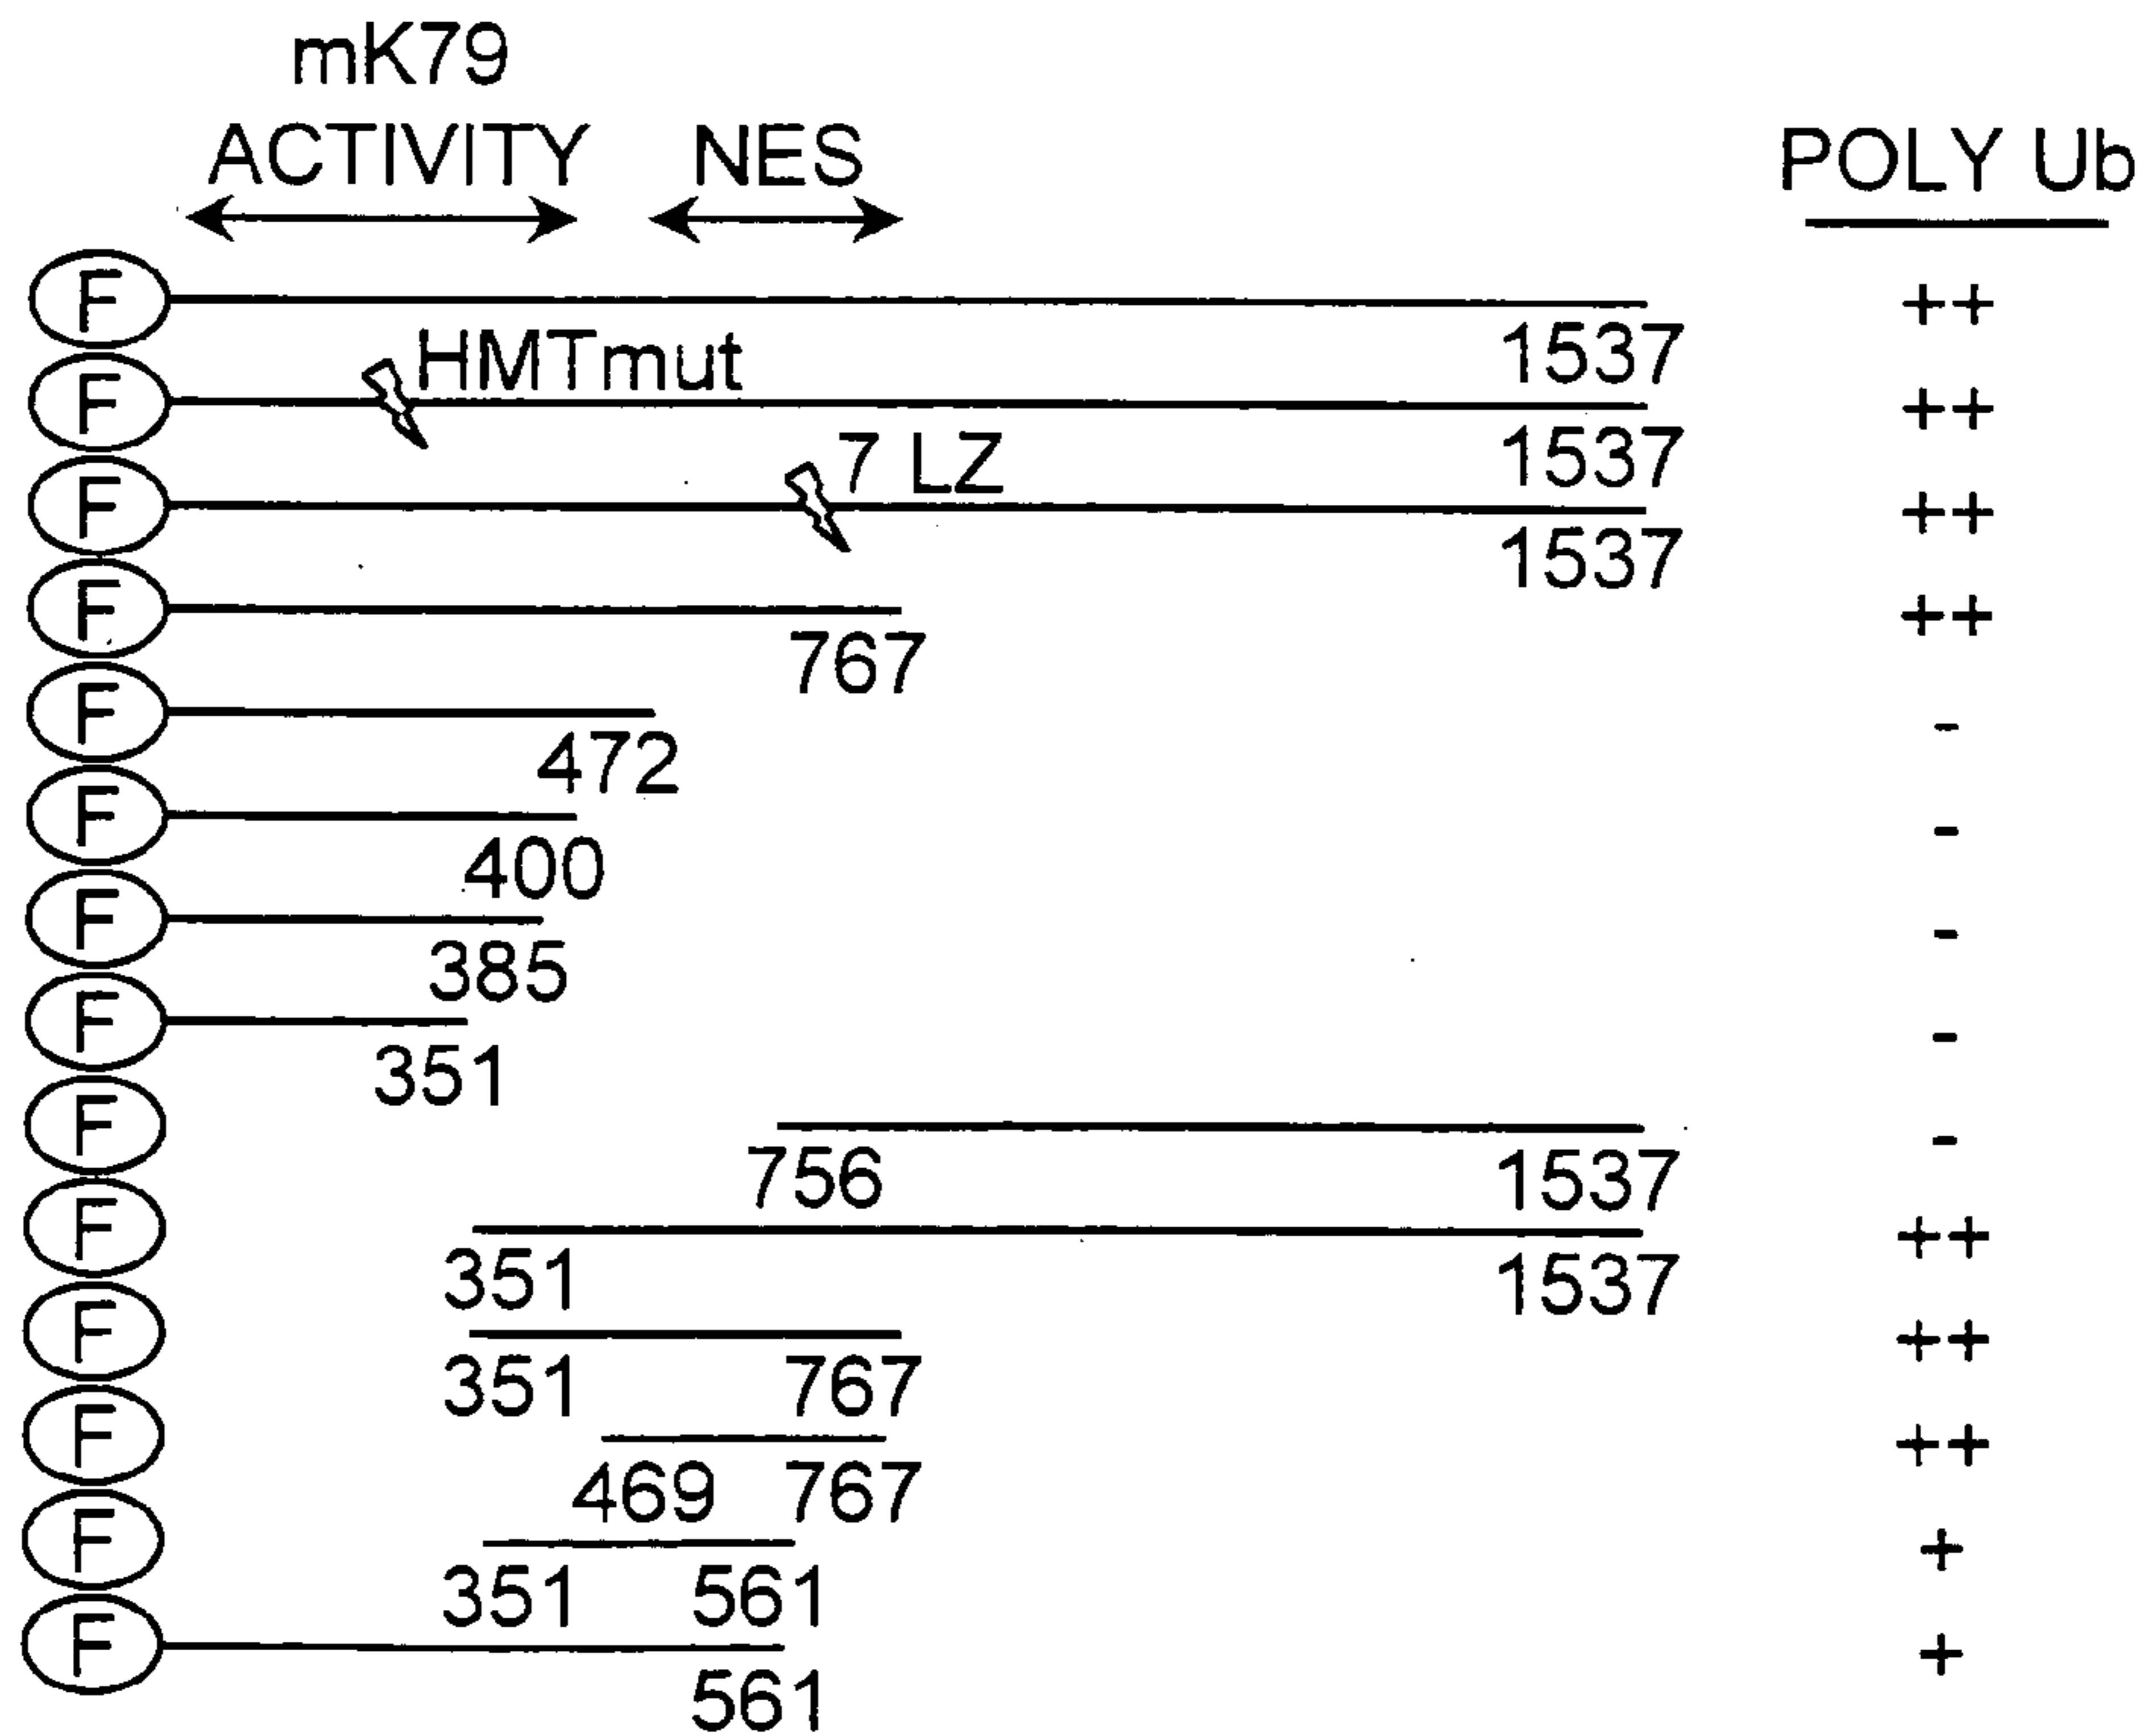 mK79
ACTIVITY NES POLY Ub
F ++
1537
F HMTmut ++
1537
F 7 LZ ++
1537
F ++
767
F -
472
F -
400
F -
385
F -
351
F -
756 1537
F ++
351 1537
F ++
351 767
F ++
469 767
F +
351 561
F +
561